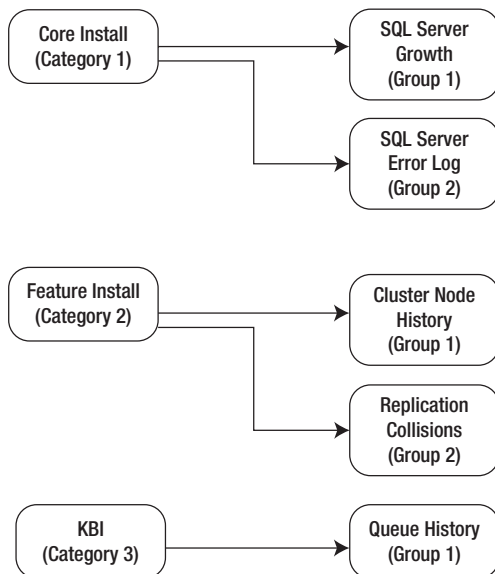 Core Install
(Category 1)
SQL Server
Growth
(Group 1)
SQL Server
Error Log
(Group 2)
Feature Install
(Category 2)
Cluster Node
History
(Group 1)
Replication
Collisions
(Group 2)
KBI
(Category 3)
Queue History
(Group 1)